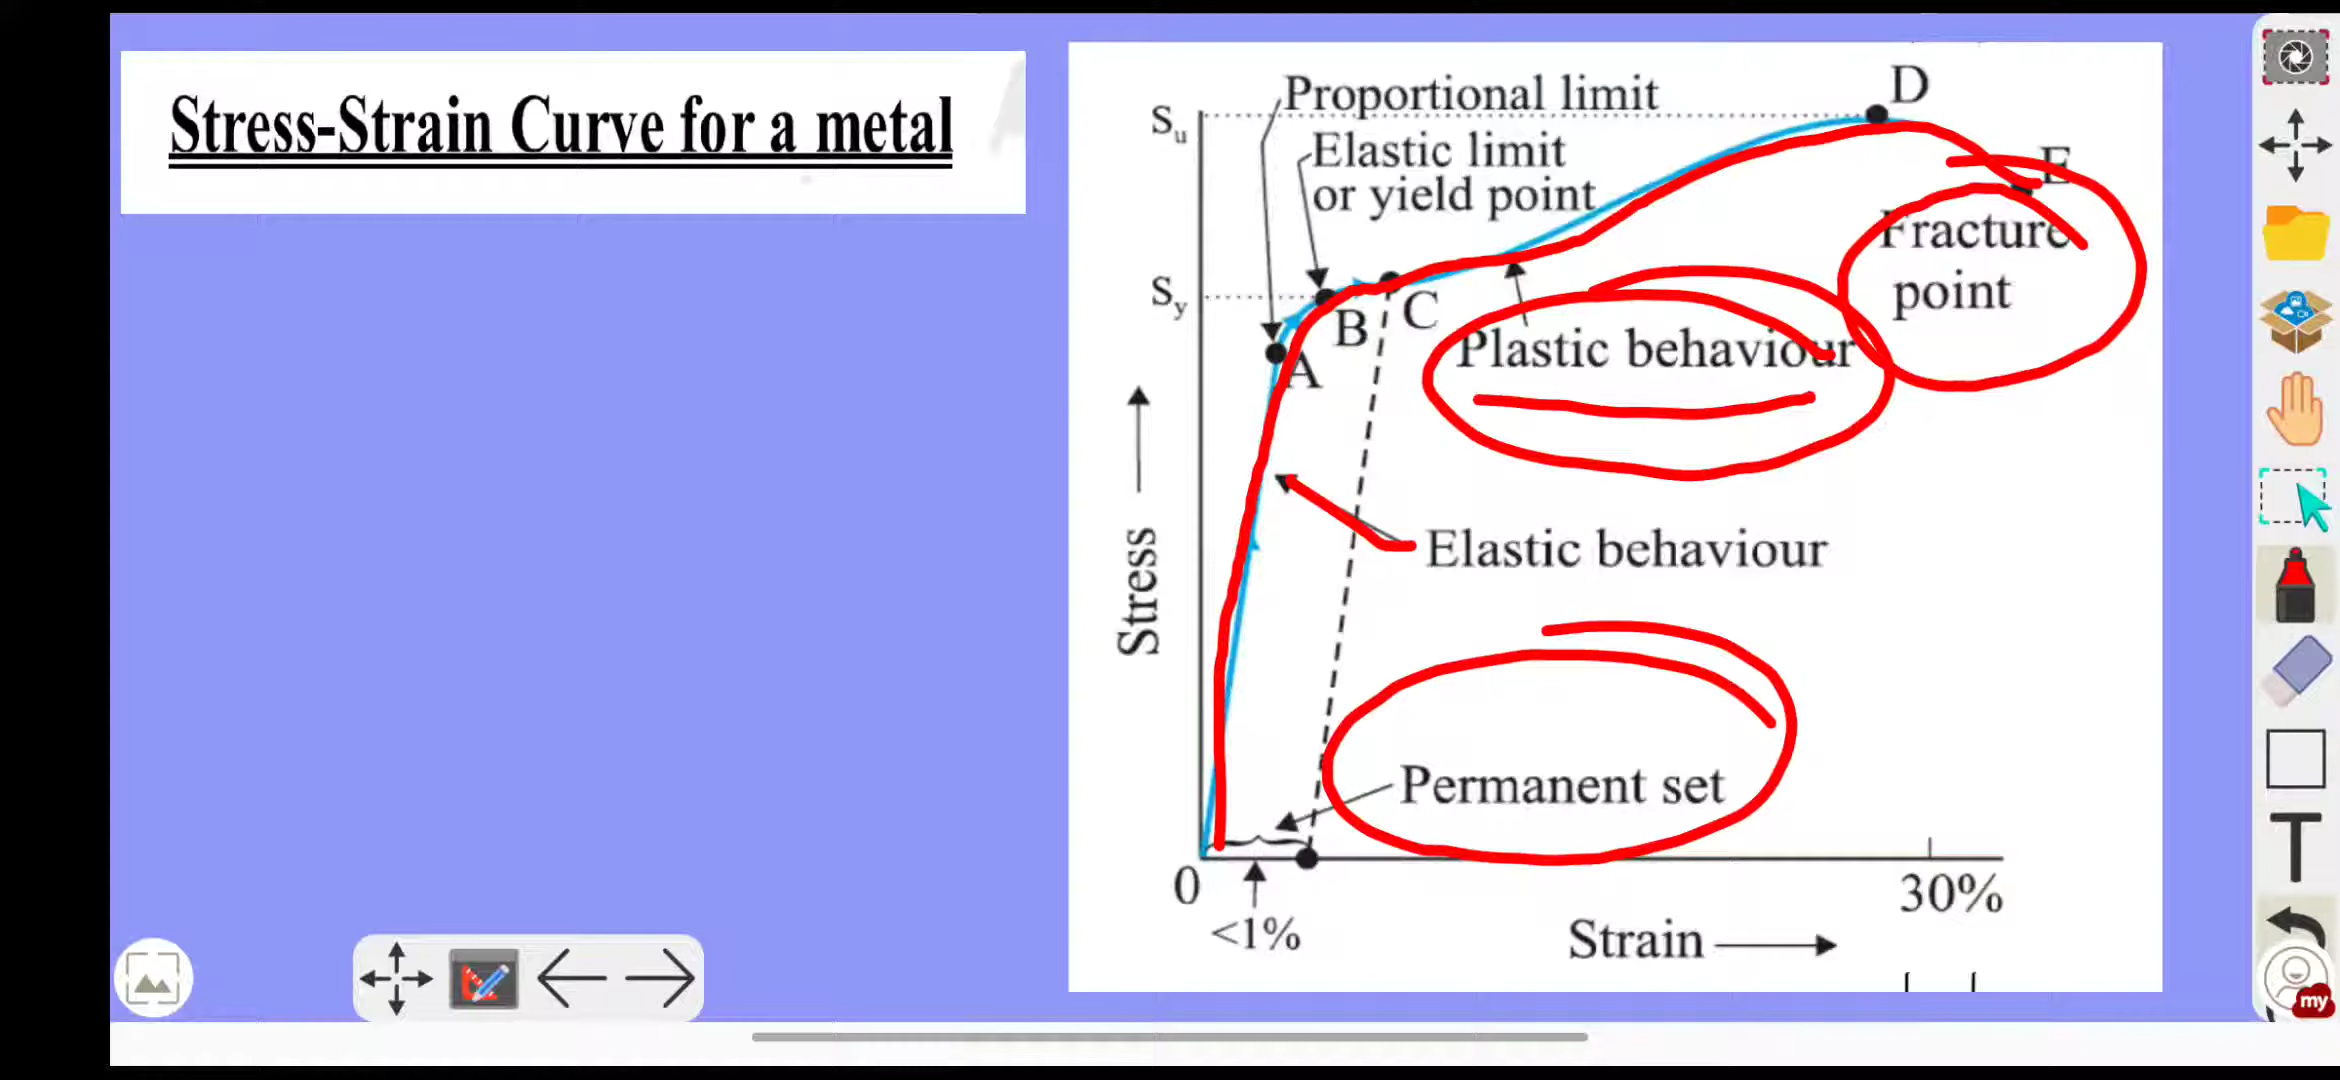 Stress-Strain Curve for a metal
Proportional limit
Elastic limit
or yield point
D
E
Su
Sy
Fracture
point
A
B
C
Plastic behaviour
Elastic behaviour
Permanent set
Stress
0
<1%
30%
Strain
T
my